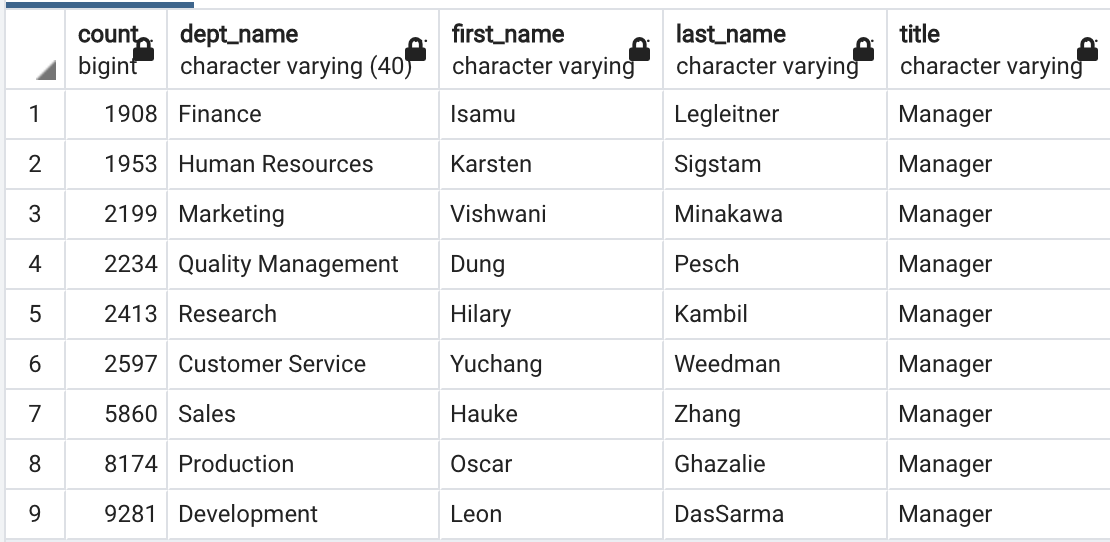 count dept_name first_name last_name title
bigint character varying (40) character varying character varying character varying
1 1908 Finance Isamu Legleitner Manager
2 1953 Human Resources Karsten Sigstam Manager
3 2199 Marketing Vishwani Minakawa Manager
4 2234 Quality Management Dung Pesch Manager
5 2413 Research Hilary Kambil Manager
6 2597 Customer Service Yuchang Weedman Manager
7 5860 Sales Hauke Zhang Manager
8 8174 Production Oscar Ghazalie Manager
9 9281 Development Leon DasSarma Manager